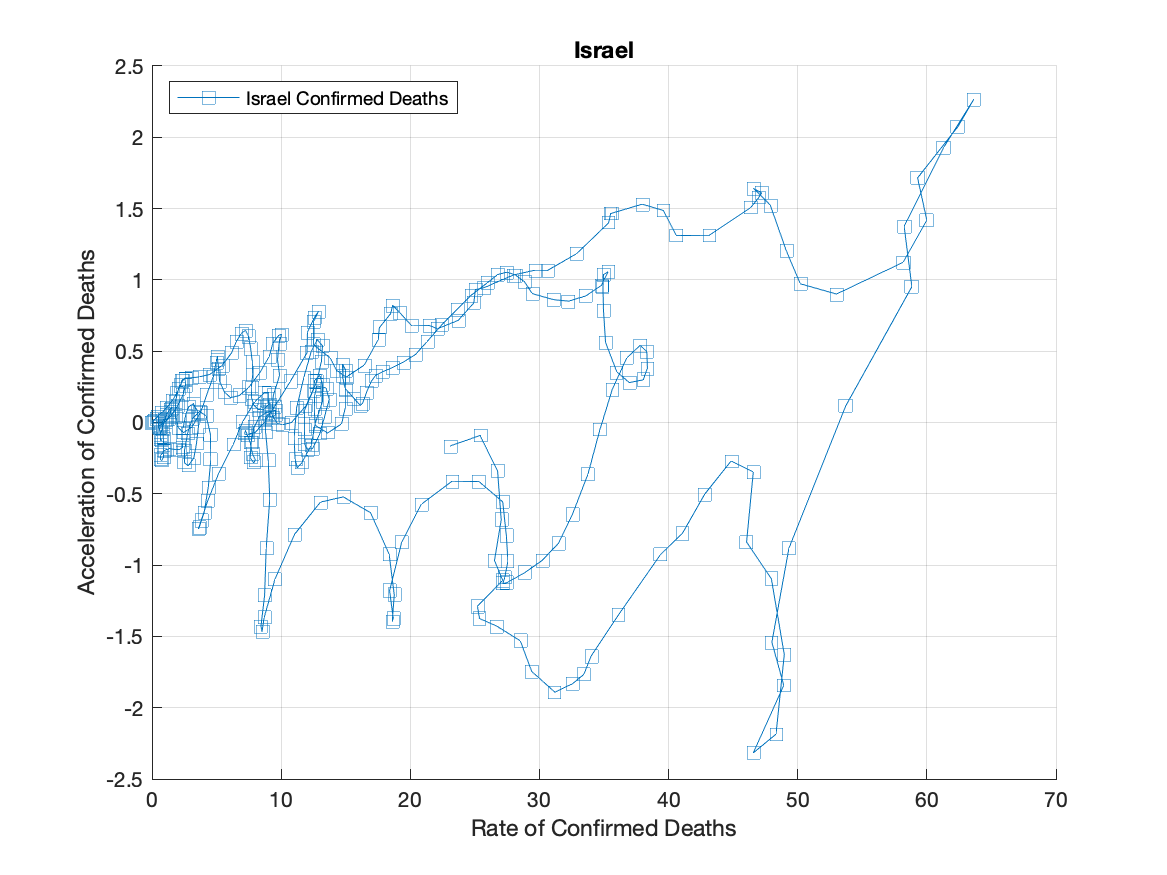 Israel
Israel Confirmed Deaths
Acceleration of Confirmed Deaths
2.5
2
1.5
1
0.5
0
-0.5
-1
-1.5
-2
-2.5
0 10 20 30 40 50 60 70
Rate of Confirmed Deaths